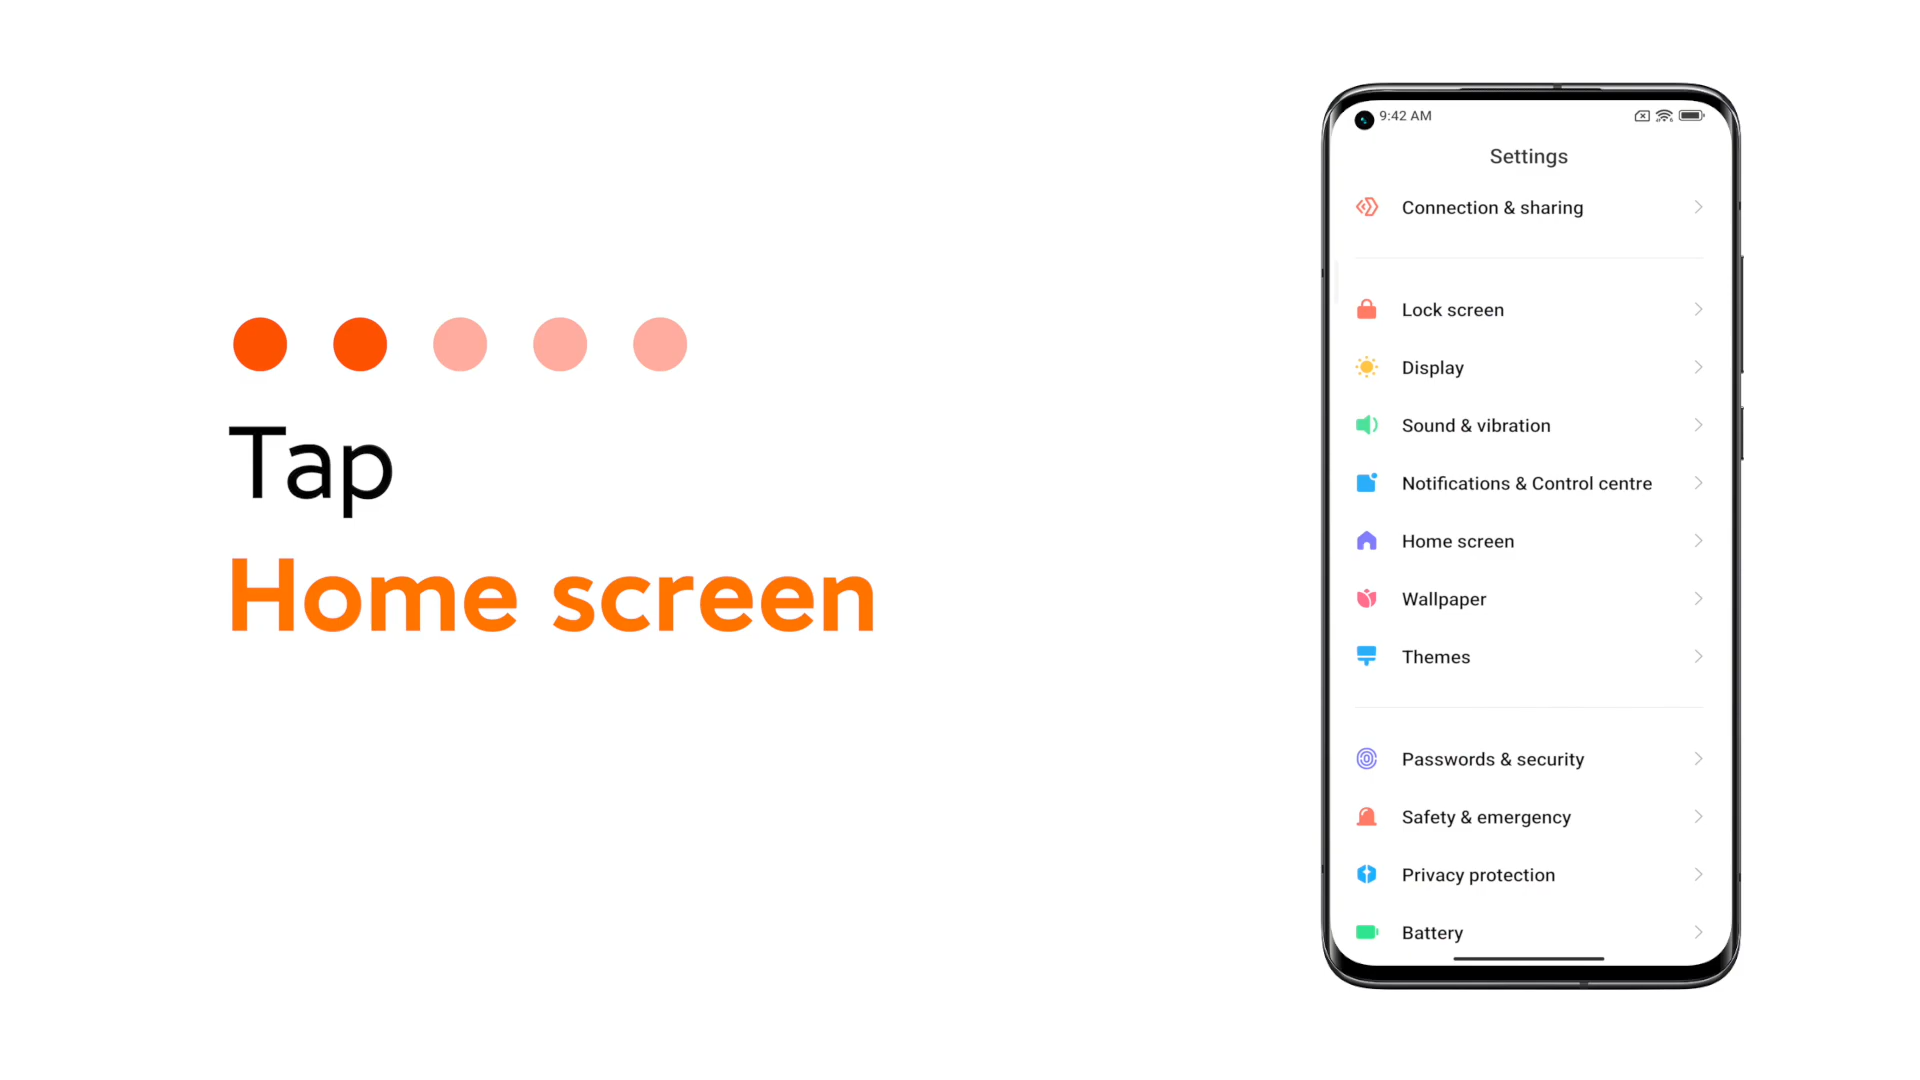 Tap
Home screen
9:42 AM
Settings
Connection & sharing
Lock screen
Display
Sound & vibration
Notifications & Control centre
Home screen
Wallpaper
Themes
Passwords & security
Safety & emergency
Privacy protection
Battery